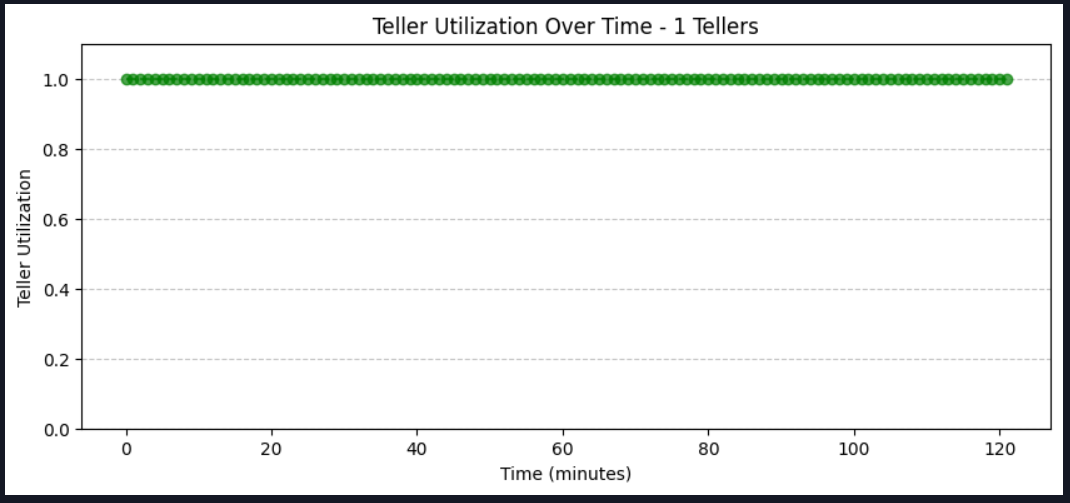 Teller Utilization Over Time - 1 Tellers
1.0
0.8
0.6
0.4
0.2
0.0
Teller Utilization
0 20 40 60 80 100 120
Time (minutes)